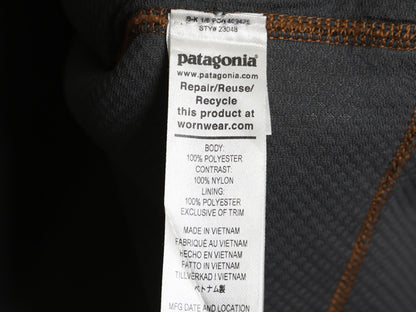 STY# 23048
patagonia®
www.patagonia.com
Repair/Reuse/
Recycle
this product at
wornwear.com
BODY:
100% POLYESTER
CONTRAST:
100% NYLON
LINING:
100% POLYESTER
EXCLUSIVE OF TRIM
MADE IN VIETNAM
FABRIQUÉ AU VIETNAM
HECHO EN VIETNAM
FATTO IN VIETNAM
TILLVERKAD I VIETNAM
ベトナム製
MFG DATE AND LOCATION